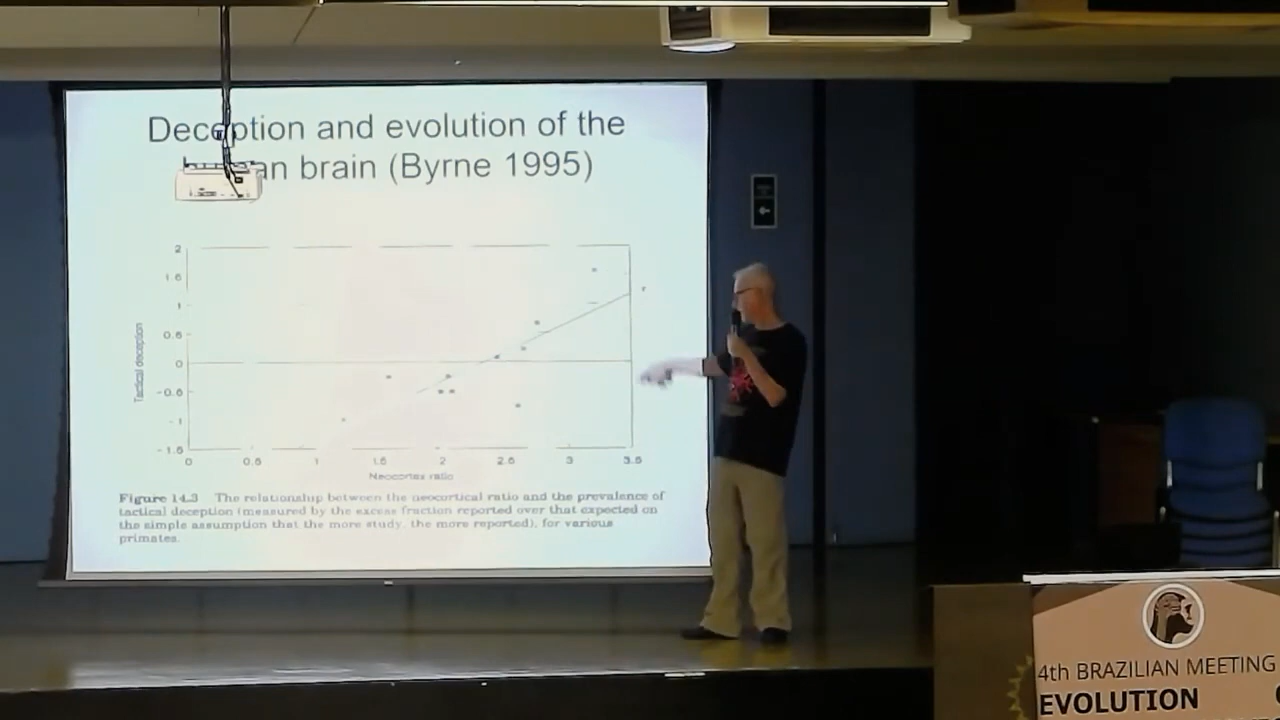 Deception and evolution of the
an brain (Byrne 1995)
2
1.5
1
0.5
0
-0.5
-1
-1.5
Tactical deception
0 0.5 1 1.5 2 2.5 3 3.5
Neocortex ratio
r
Figure 14.3 The relationship between the neocortical ratio and the prevalence of
tactical deception (measured by the excess fraction reported over that expected on
the simple assumption that the more study, the more reported), for various
primates.
4th BRAZILIAN MEETING
EVOLUTION